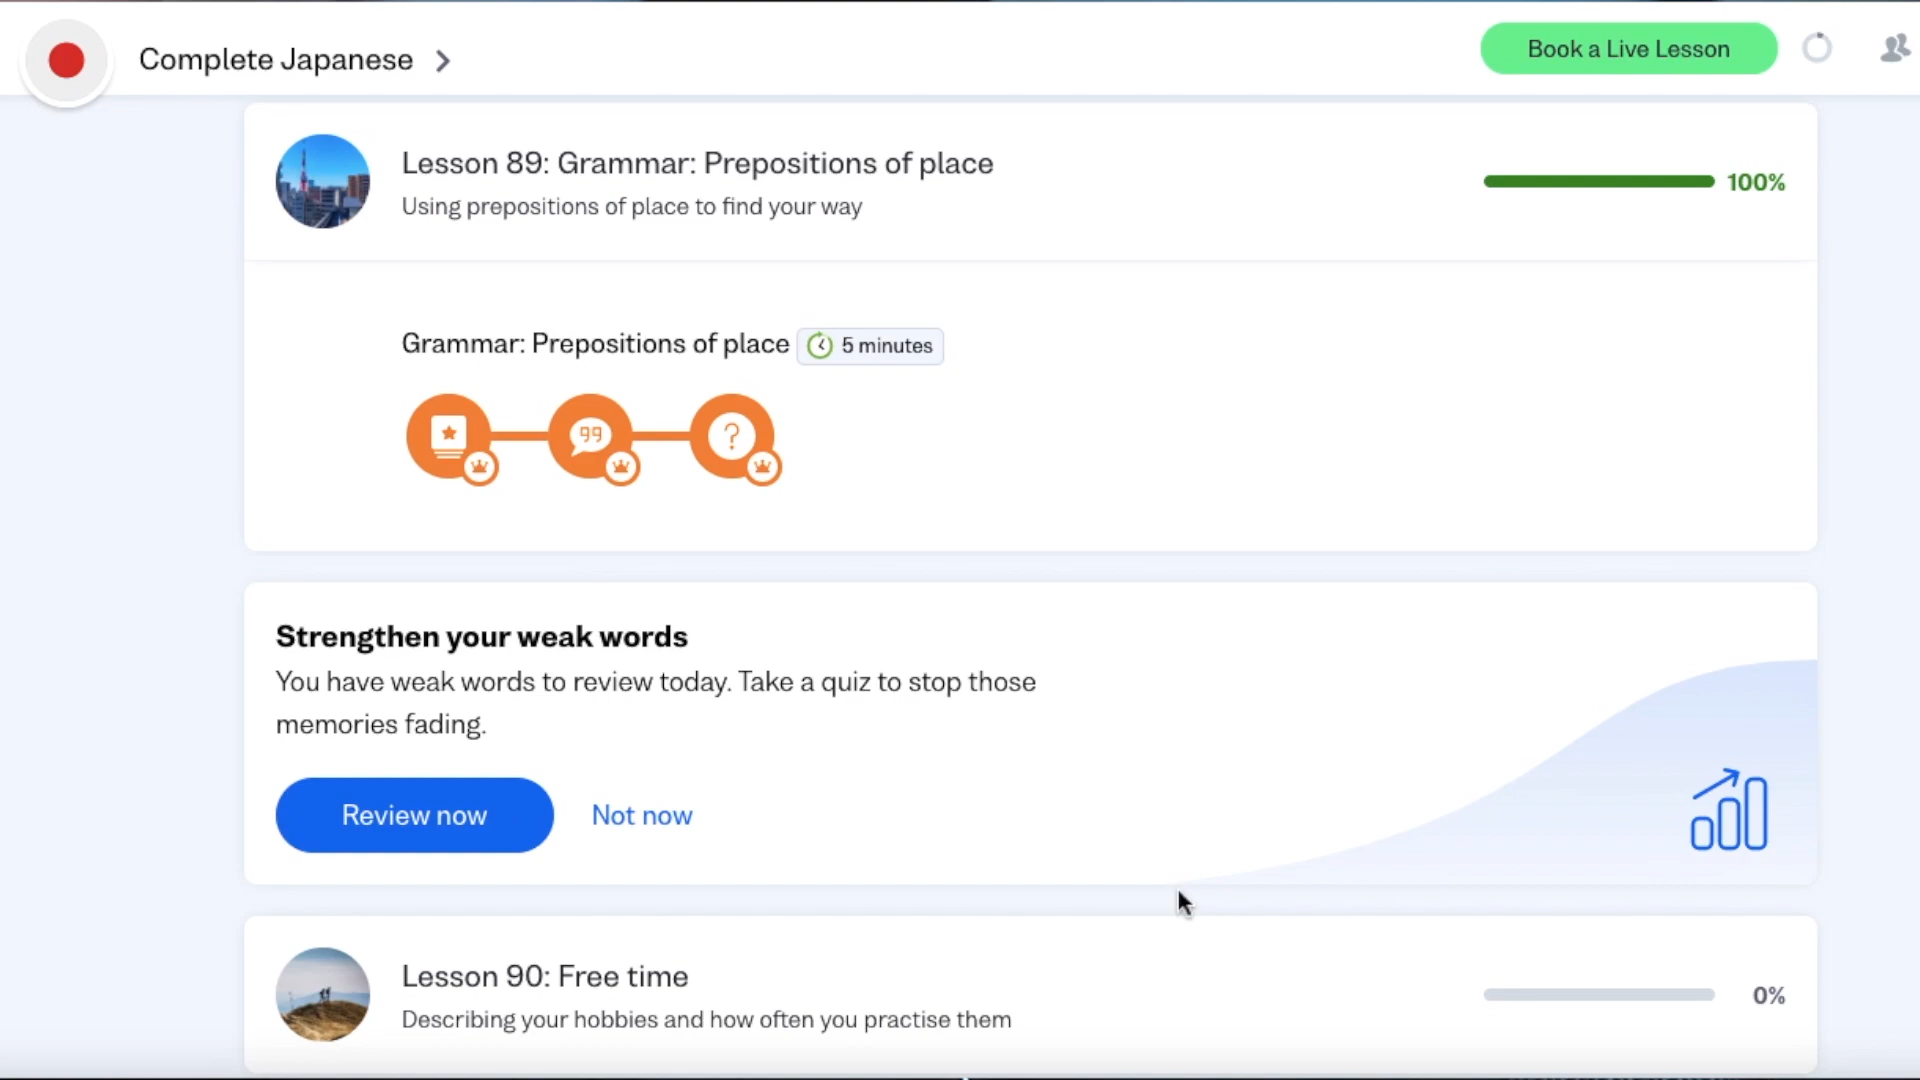 Complete Japanese
Book a Live Lesson
Lesson 89: Grammar: Prepositions of place
Using prepositions of place to find your way
100%
Grammar: Prepositions of place
5 minutes
?
Strengthen your weak words
You have weak words to review today. Take a quiz to stop those
memories fading.
Review now
Not now
Lesson 90: Free time
Describing your hobbies and how often you practise them
0%